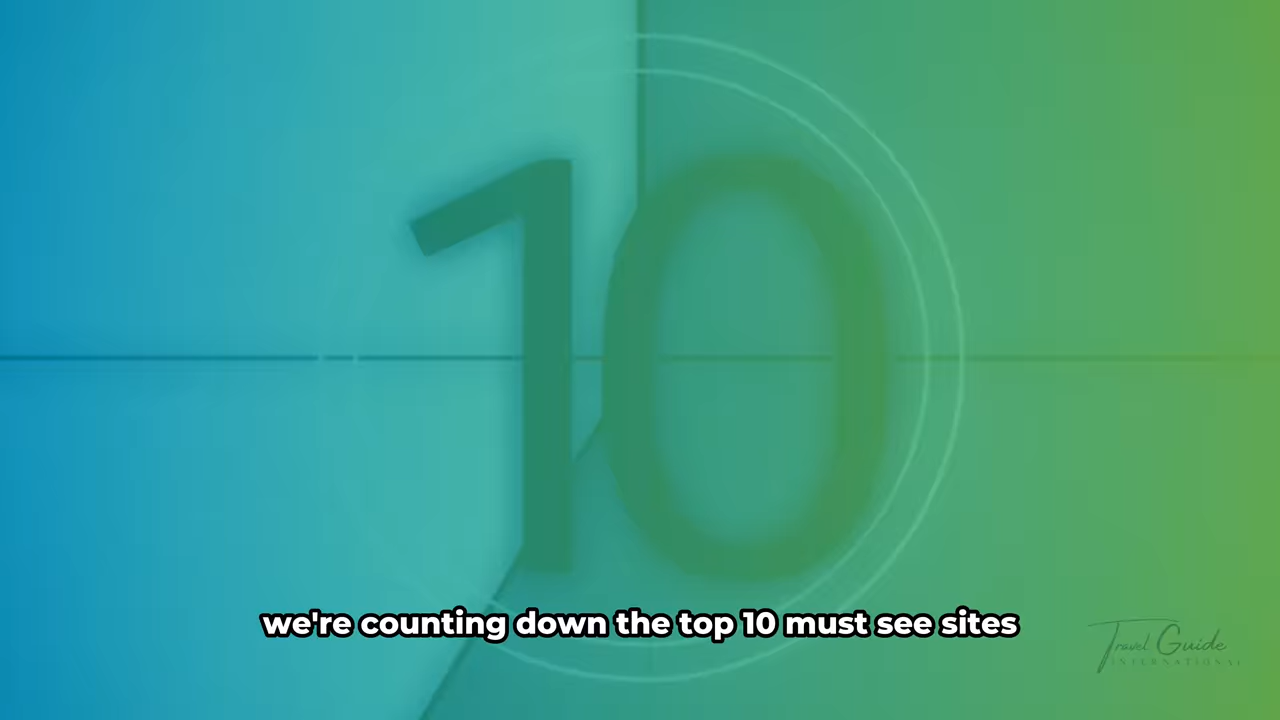 10
we're counting down the top 10 must see sites
Travel Guide
INTERNATIONAL